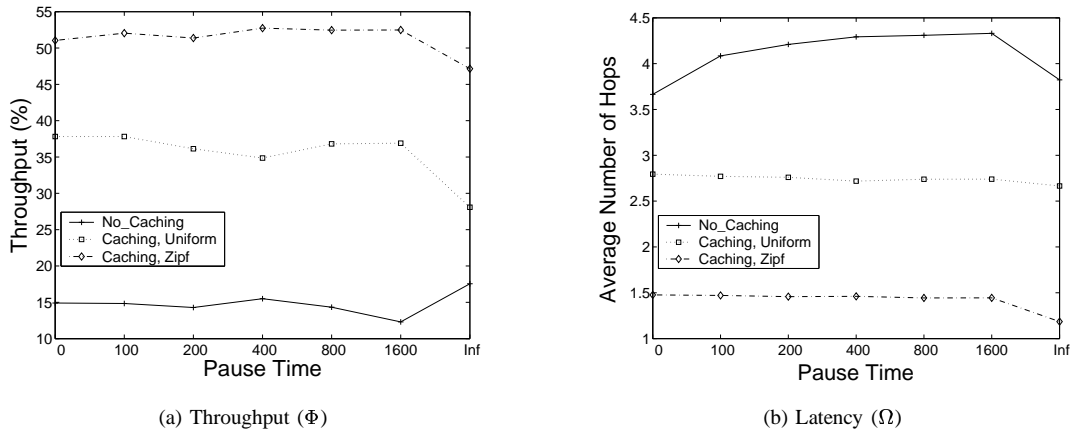 55
50
45
40
35
30
25
20
15
10
Throughput (%)
No_Caching
Caching, Uniform
Caching, Zipf
0 100 200 400 800 1600 Inf
Pause Time
(a) Throughput (Φ)
4.5
4
3.5
3
2.5
2
1.5
1
Average Number of Hops
No_Caching
Caching, Uniform
Caching, Zipf
0 100 200 400 800 1600 Inf
Pause Time
(b) Latency (Ω)